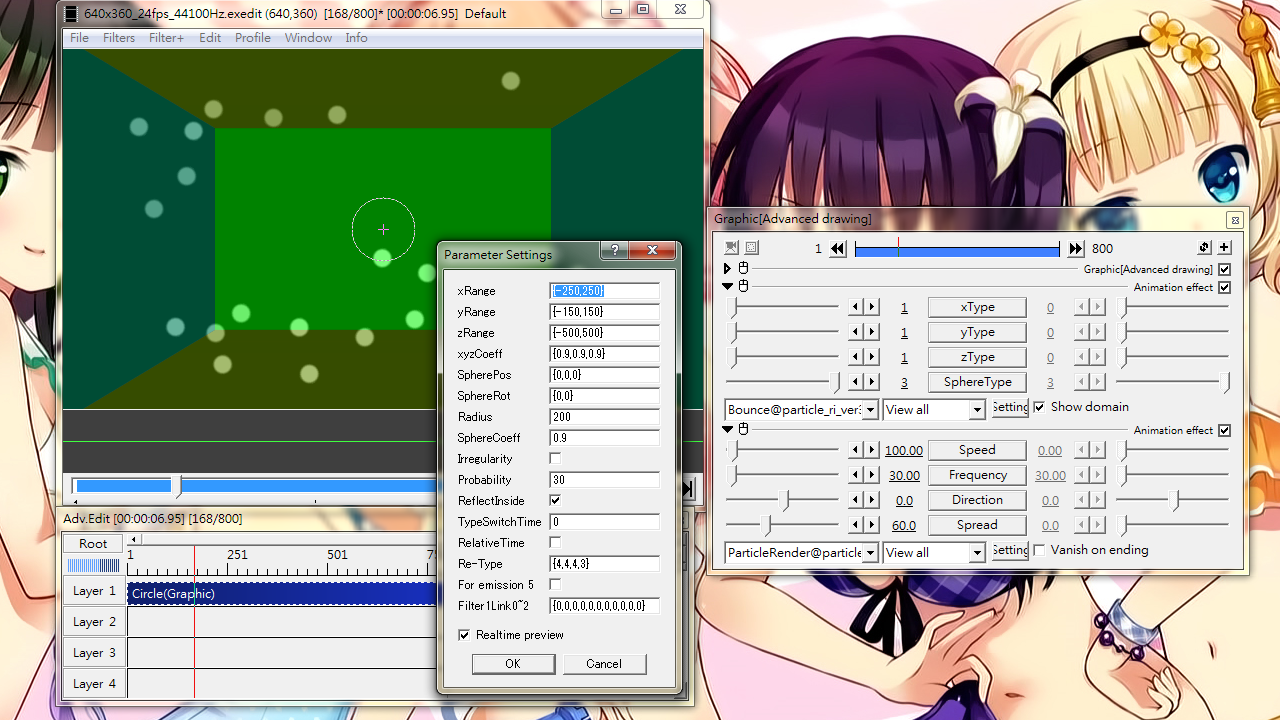 640x360_24fps_44100Hz.exedit (640,360) [168/800]* [00:00:06.95] Default
File Filters Filter+ Edit Profile Window Info
Graphic[Advanced drawing]
1 800
Graphic[Advanced drawing]
Animation effect
1 xType 0
1 yType 0
1 zType 0
3 SphereType 3
Bounce@particle_ri_ver3 View all Setting Show domain
Animation effect
100.00 Speed 0.00
30.00 Frequency 30.00
0.0 Direction 0.0
60.0 Spread 0.0
ParticleRender@particle View all Setting Vanish on ending
Parameter Settings
xRange {-250,250}
yRange {-150,150}
zRange {-500,500}
xyzCoeff {0.9,0.9,0.9}
SpherePos {0,0,0}
SphereRot {0,0}
Radius 200
SphereCoeff 0.9
Irregularity
Probability 30
ReflectInside
TypeSwitchTime 0
RelativeTime
Re-Type {4,4,4,3}
For emission 5
Filter1Link0~2 {0,0,0,0,0,0,0,0,0,0,0}
Realtime preview
OK Cancel
Adv.Edit [00:00:06.95] [168/800]
Root 1 251 501
Layer 1 Circle(Graphic)
Layer 2
Layer 3
Layer 4